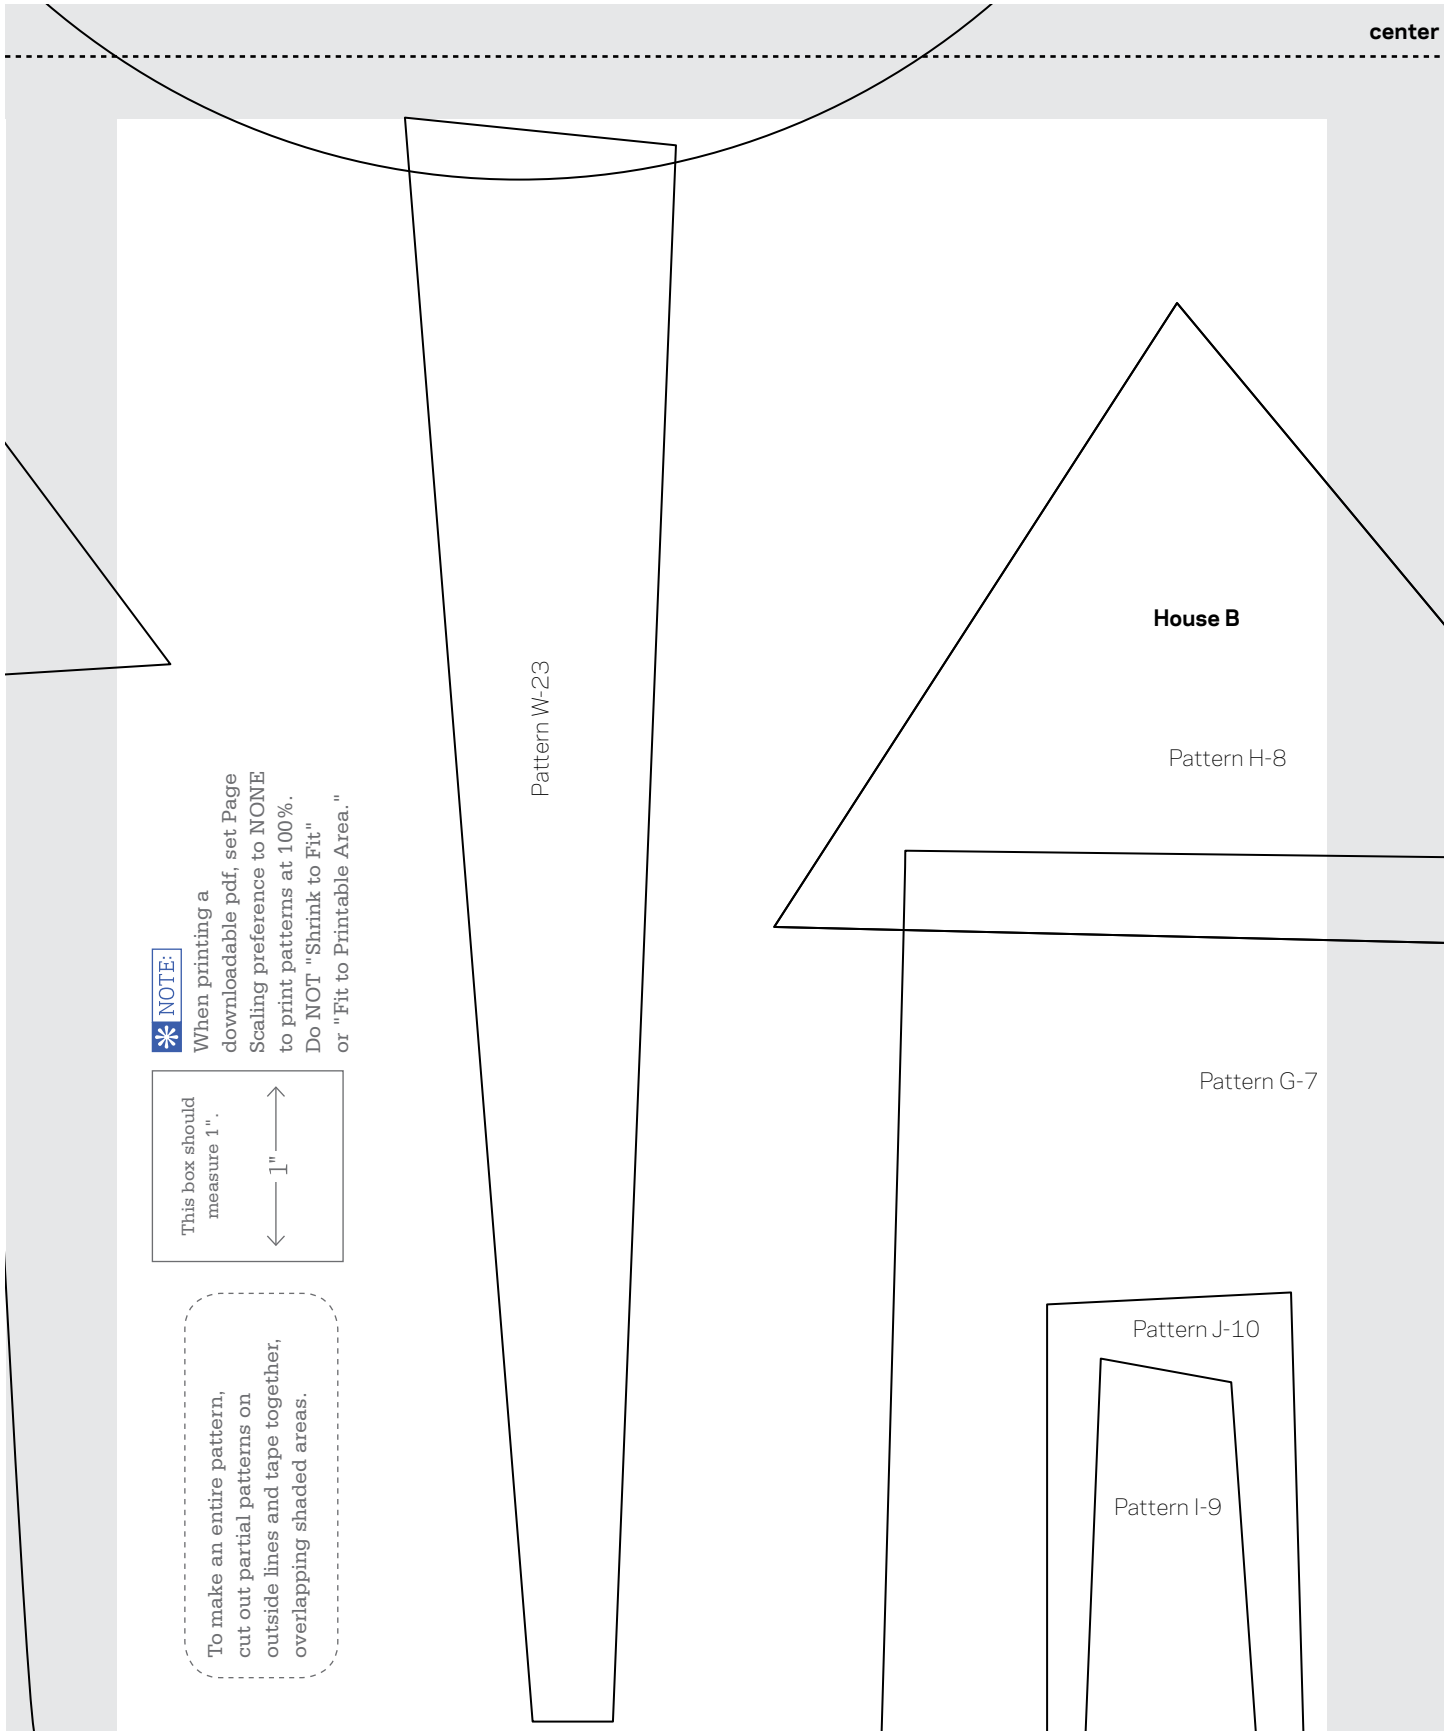 center
House B
Pattern H-8
Pattern W-23
Pattern G-7
Pattern J-10
Pattern I-9
NOTE:
When printing a
downloadable pdf, set Page
Scaling preference to NONE
to print patterns at 100%.
Do NOT "Shrink to Fit"
or "Fit to Printable Area."
This box should
measure 1".
1"
To make an entire pattern,
cut out partial patterns on
outside lines and tape together,
overlapping shaded areas.